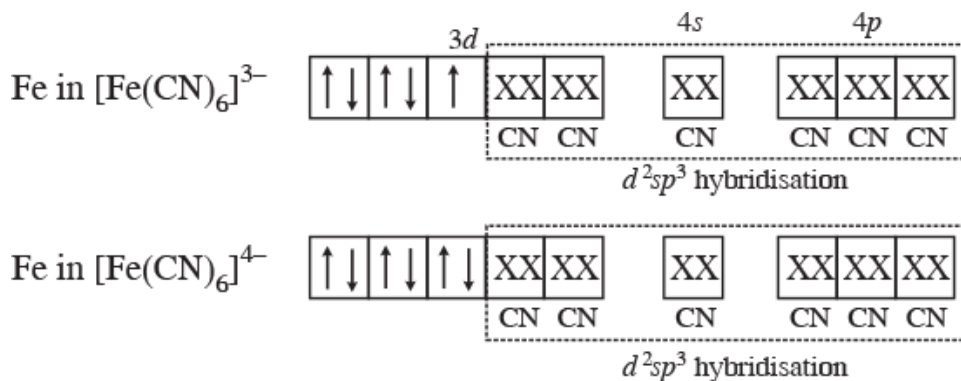 3d 4s 4p
Fe in [Fe(CN)₆]³⁻ ↑↓ ↑↓ ↑ XX XX XX XX XX XX
CN CN CN CN CN CN
d²sp³ hybridisation
Fe in [Fe(CN)₆]⁴⁻ ↑↓ ↑↓ ↑↓ XX XX XX XX XX XX
CN CN CN CN CN CN
d²sp³ hybridisation